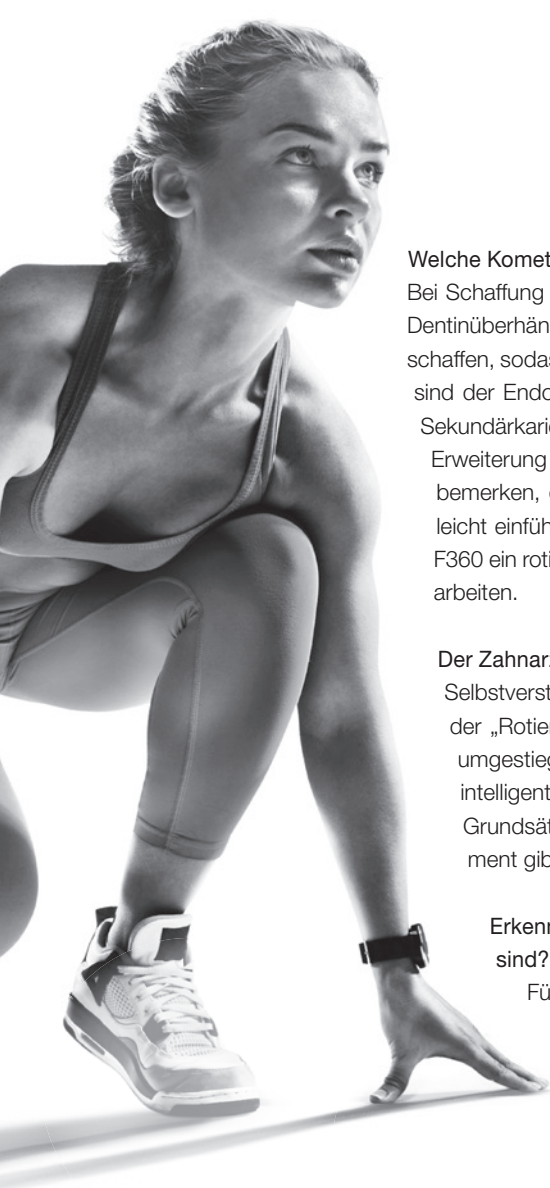 Welche Komet
Bei Schaffung
Dentinüberhän
schaffen, sodas
sind der Endo
Sekundärkarie
Erweiterung
bemerken,
leicht einfüh
F360 ein roti
arbeiten.
Der Zahnarz
Selbstverst
der „Rotier
umgestieg
intelligent
Grundsät
ment gib
Erkenn
sind?
Fü